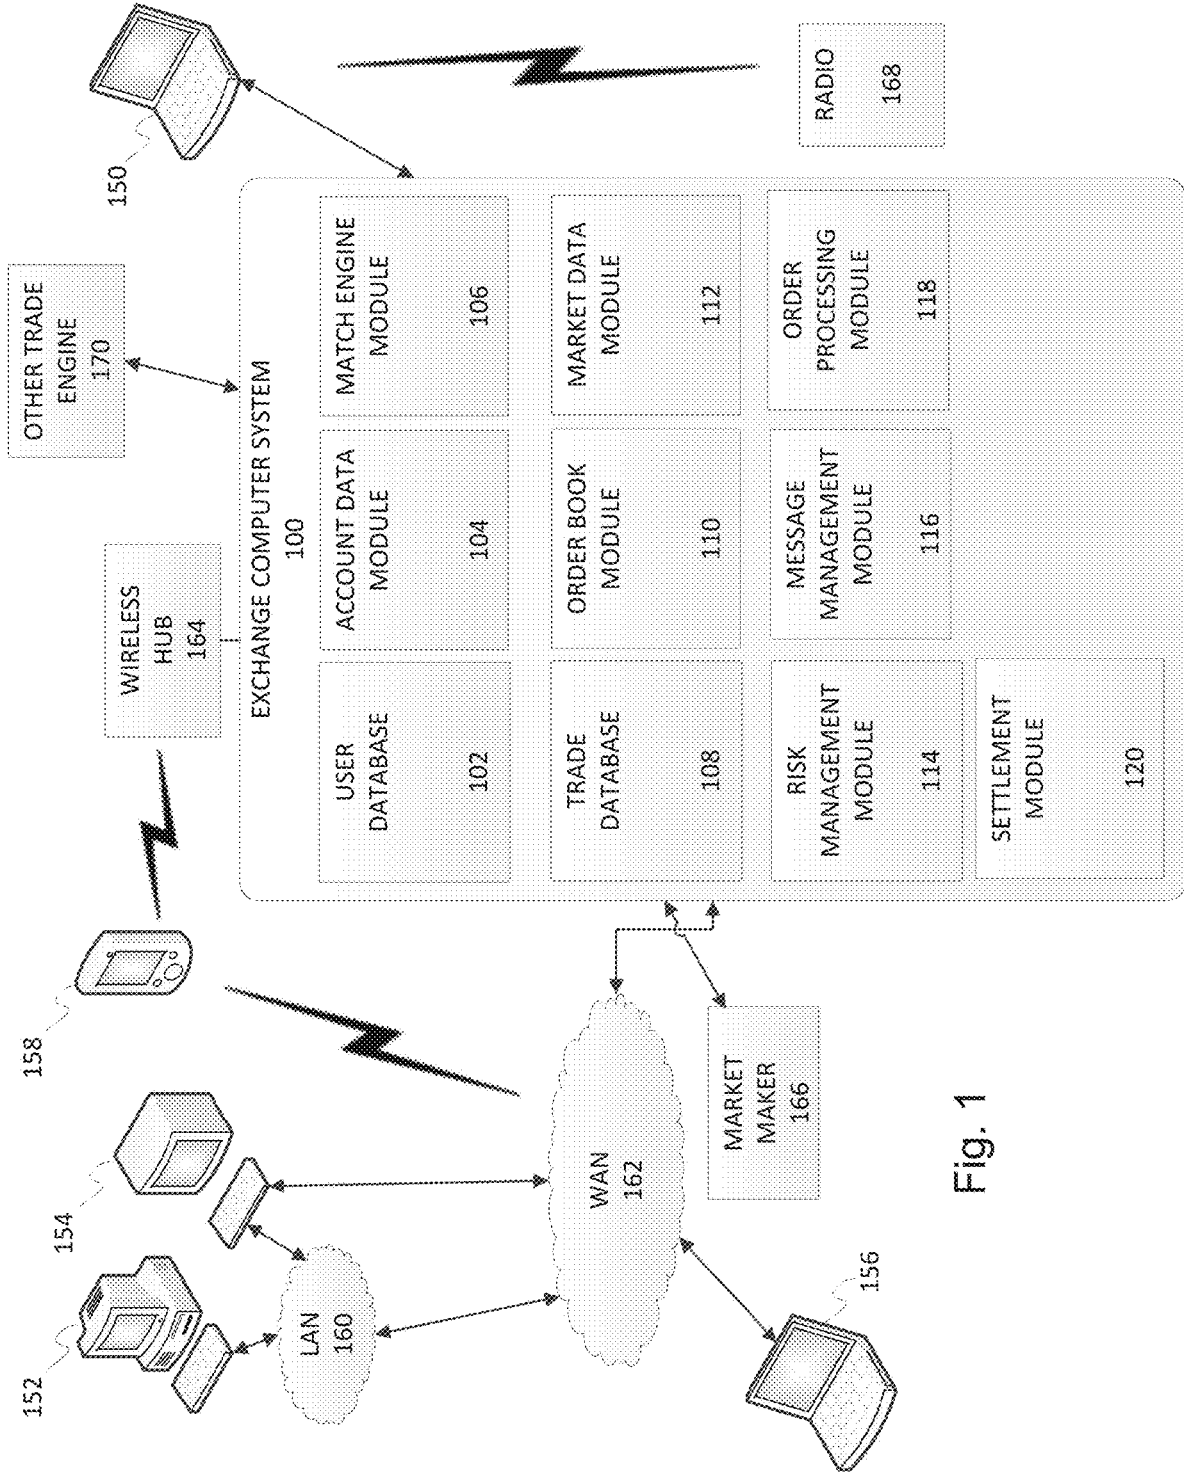 152
154
158
WIRELESS
HUB
164
OTHER TRADE
ENGINE
170
150
LAN
160
WAN
162
156
MARKET
MAKER
166
EXCHANGE COMPUTER SYSTEM
100
USER
DATABASE
102
ACCOUNT DATA
MODULE
104
MATCH ENGINE
MODULE
106
TRADE
DATABASE
108
ORDER BOOK
MODULE
110
MARKET DATA
MODULE
112
RISK
MANAGEMENT
MODULE
114
MESSAGE
MANAGEMENT
MODULE
116
ORDER
PROCESSING
MODULE
118
SETTLEMENT
MODULE
120
RADIO
168
Fig. 1